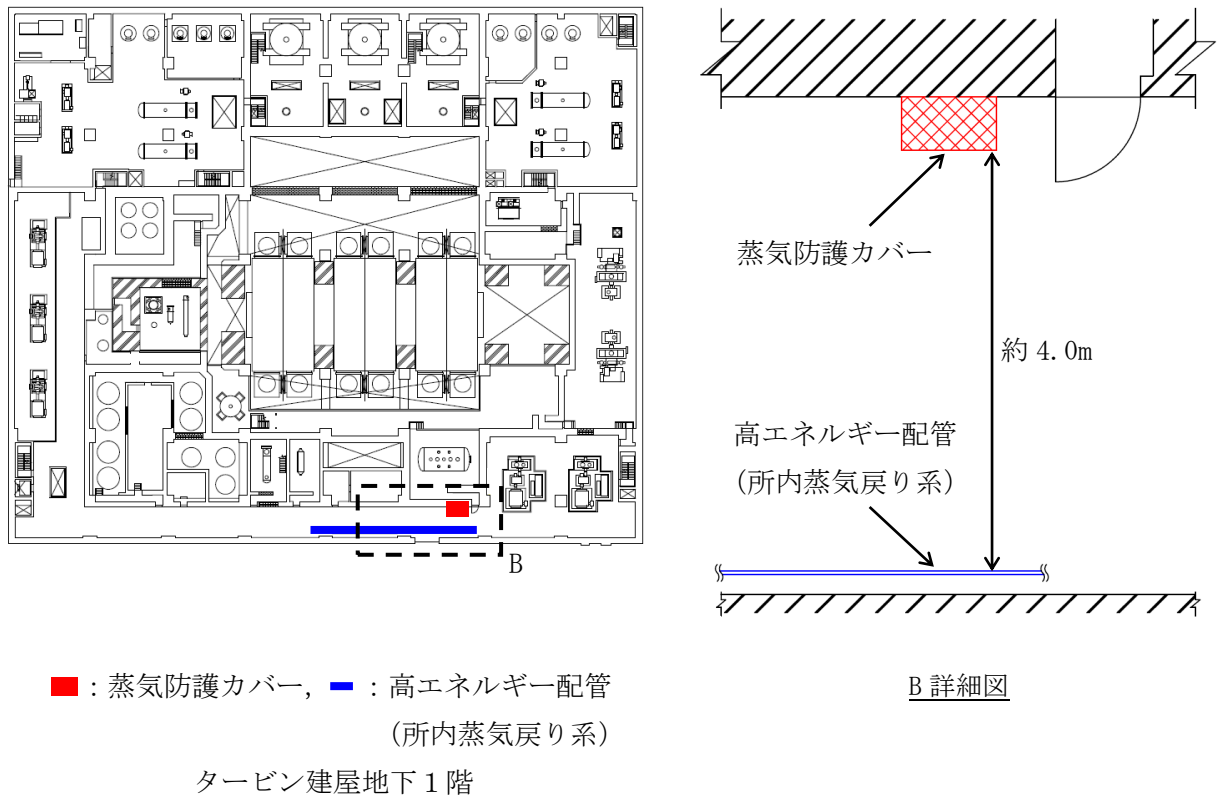 B
■：蒸気防護カバー，━：高エネルギー配管
(所内蒸気戻り系)
タービン建屋地下１階
蒸気防護カバー
約 4.0m
高エネルギー配管
(所内蒸気戻り系)
B 詳細図